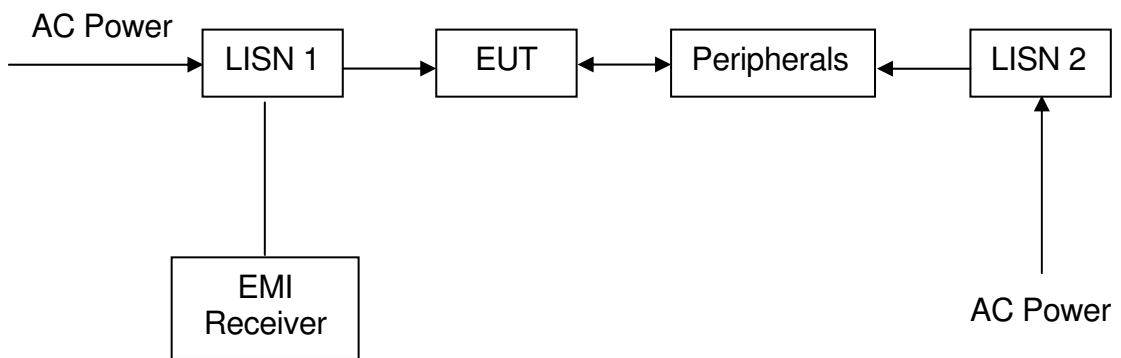 AC Power
LISN 1
EUT
Peripherals
LISN 2
EMI
Receiver
AC Power